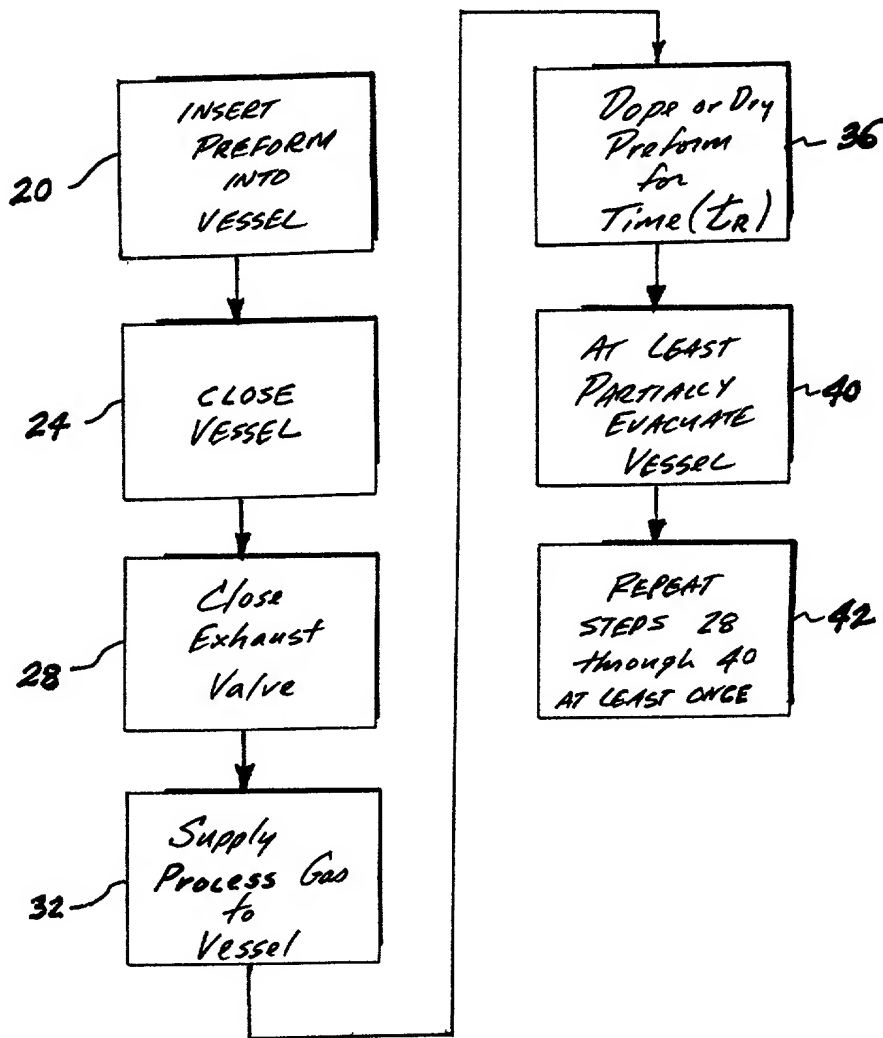 INSERT
PREFORM
INTO
VESSEL
20
CLOSE
VESSEL
24
Close
Exhaust
Valve
28
Supply
Process Gas
to
Vessel
32
Dope or Dry
Preform
for
Time (tR)
36
AT LEAST
PARTIALLY
EVACUATE
Vessel
40
REPEAT
STEPS 28
through 40
AT LEAST ONCE
42